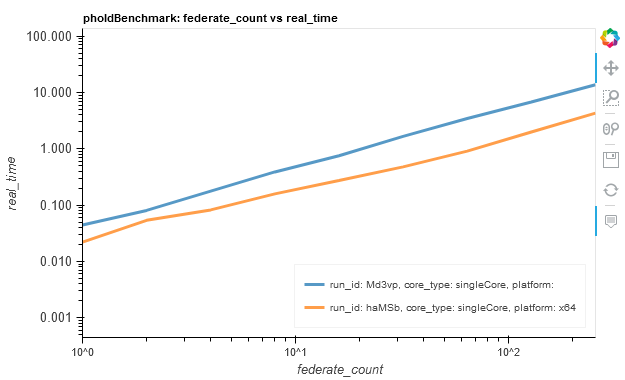 pholdBenchmark: federate_count vs real_time
100.000
10.000
1.000
0.100
0.010
0.001
real_time
run_id: Md3vp, core_type: singleCore, platform:
run_id: haMSb, core_type: singleCore, platform: x64
10^0
10^1
10^2
federate_count